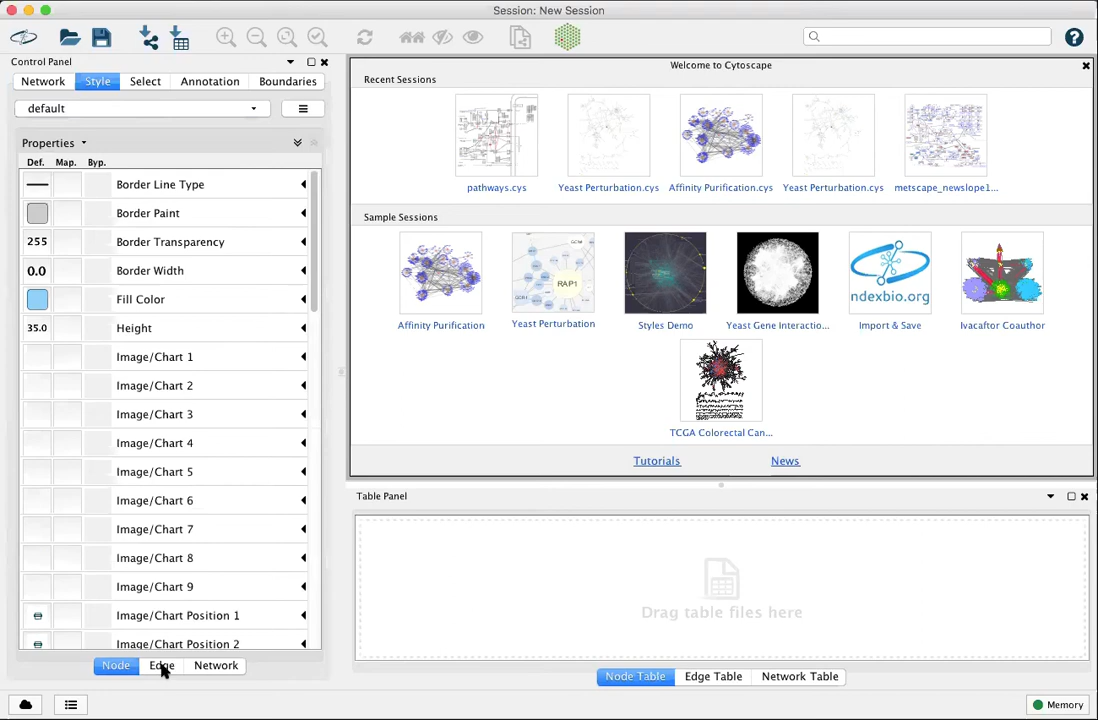 Session: New Session
Control Panel
Network Style Select Annotation Boundaries
default
Properties
Def. Map. Byp.
Border Line Type
Border Paint
255 Border Transparency
0.0 Border Width
Fill Color
35.0 Height
Image/Chart 1
Image/Chart 2
Image/Chart 3
Image/Chart 4
Image/Chart 5
Image/Chart 6
Image/Chart 7
Image/Chart 8
Image/Chart 9
Image/Chart Position 1
Image/Chart Position 2
Node Edge Network
Welcome to Cytoscape
Recent Sessions
pathways.cys Yeast Perturbation.cys Affinity Purification.cys Yeast Perturbation.cys metscape_newslope1...
Sample Sessions
GCN4
RAP1
GCR1
ndexbio.org
Affinity Purification Yeast Perturbation Styles Demo Yeast Gene Interactio... Import & Save Ivacaftor Coauthor
TCGA Colorectal Can...
Tutorials News
Table Panel
Drag table files here
Node Table Edge Table Network Table
Memory